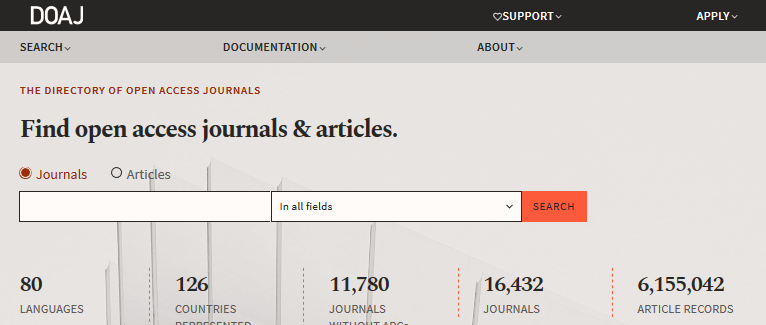 DOAJ
SUPPORT
APPLY
SEARCH
DOCUMENTATION
ABOUT
THE DIRECTORY OF OPEN ACCESS JOURNALS
Find open access journals & articles.
Journals Articles
In all fields SEARCH
80 126 11,780 16,432 6,155,042
LANGUAGES COUNTRIES JOURNALS JOURNALS ARTICLE RECORDS
REPRESENTED WITHOUT APCs